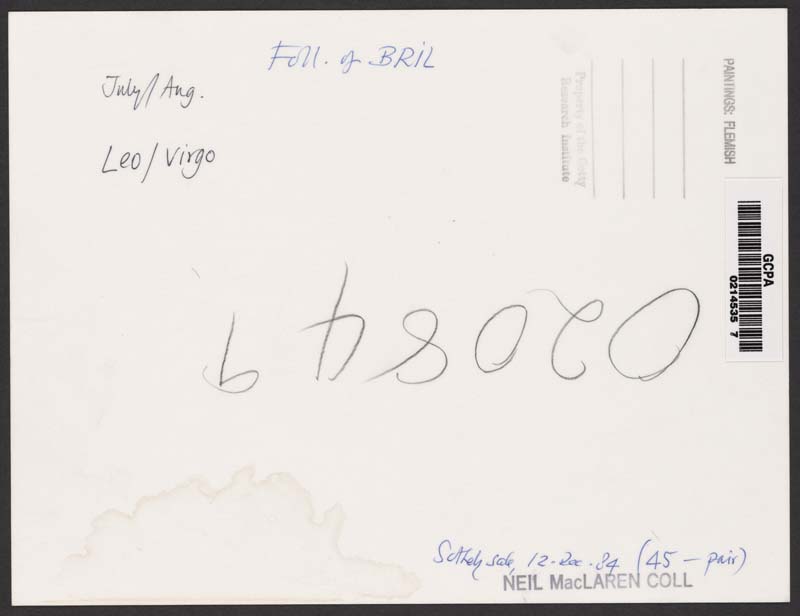 Foll. of BRIL
July/Aug.
Leo/Virgo
Property of the Getty
Research Institute
PAINTINGS: FLEMISH
GCPA
0214535 7
020849
Sotheby sale, 12-Dec-84 (45 - pair)
NEIL MacLAREN COLL